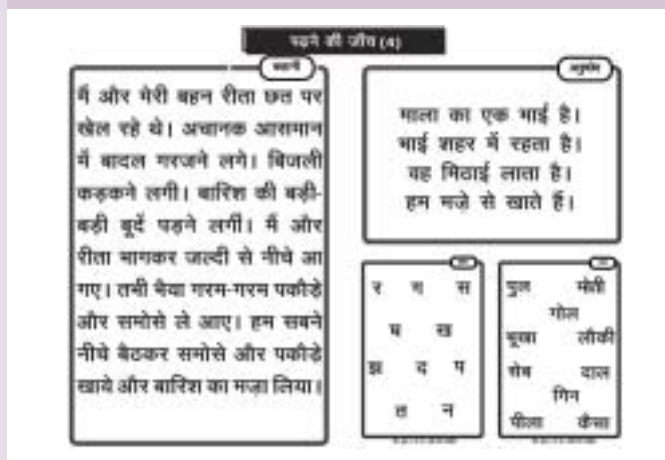 पढ़ने की जाँच (4)
कहानी
मैं और मेरी बहन रीता छत पर
खेल रहे थे। अचानक आसमान
में बादल गरजने लगे। बिजली
कड़कने लगी। बारिश की बड़ी-
बड़ी बूदें पड़ने लगीं। मैं और
रीता भागकर जल्दी से नीचे आ
गए। तभी भैया गरम-गरम पकौड़े
और समोसे ले आए। हम सबने
नीचे बैठकर समोसे और पकौड़े
खाये और बारिश का मज़ा लिया।
अनुच्छेद
माला का एक भाई है।
भाई शहर में रहता है।
वह मिठाई लाता है।
हम मज़े से खाते हैं।
र ग स
ख
झ द प
त न
पुल मोती
गोल
भूखा लौकी
सेब दाल
गिन
पीला कैसा